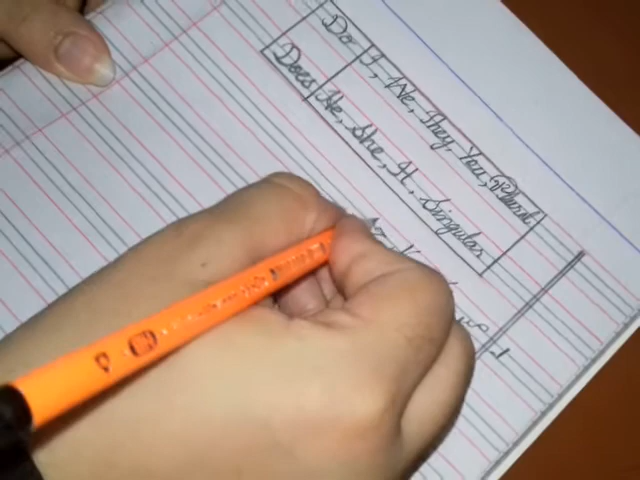 Do I, We, They, You, Plural
Does He, She, It, Singular